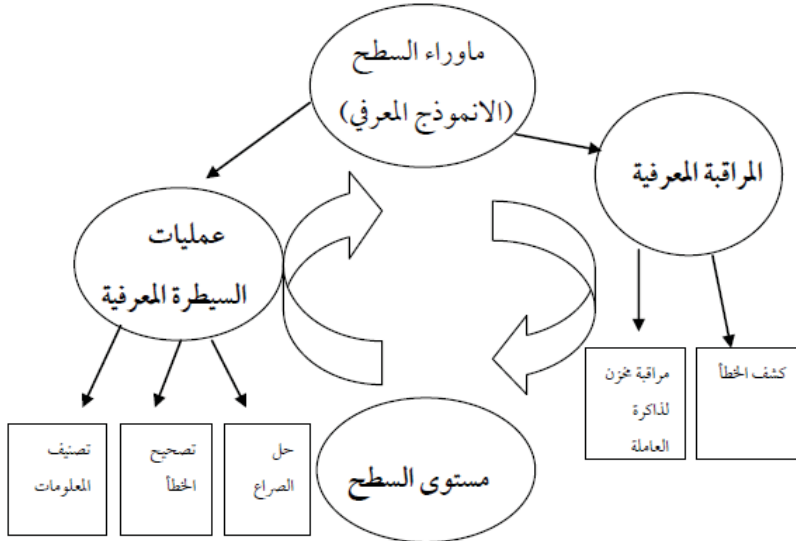 ماوراء السطح
(الانموذج المعرفي)
المراقبة المعرفية
عمليات
السيطرة المعرفية
كشف الخطأ
مراقبة مخزن
لذاكرة
العاملة
حل
الصراع
تصحيح
الخطأ
تصنيف
المعلومات
مستوى السطح